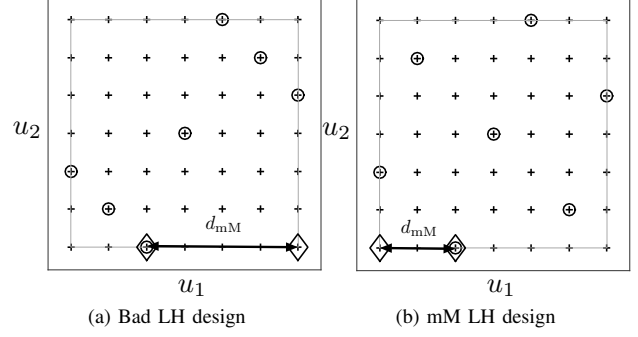 u₂
d_mM
u₁
(a) Bad LH design
u₂
d_mM
u₁
(b) mM LH design